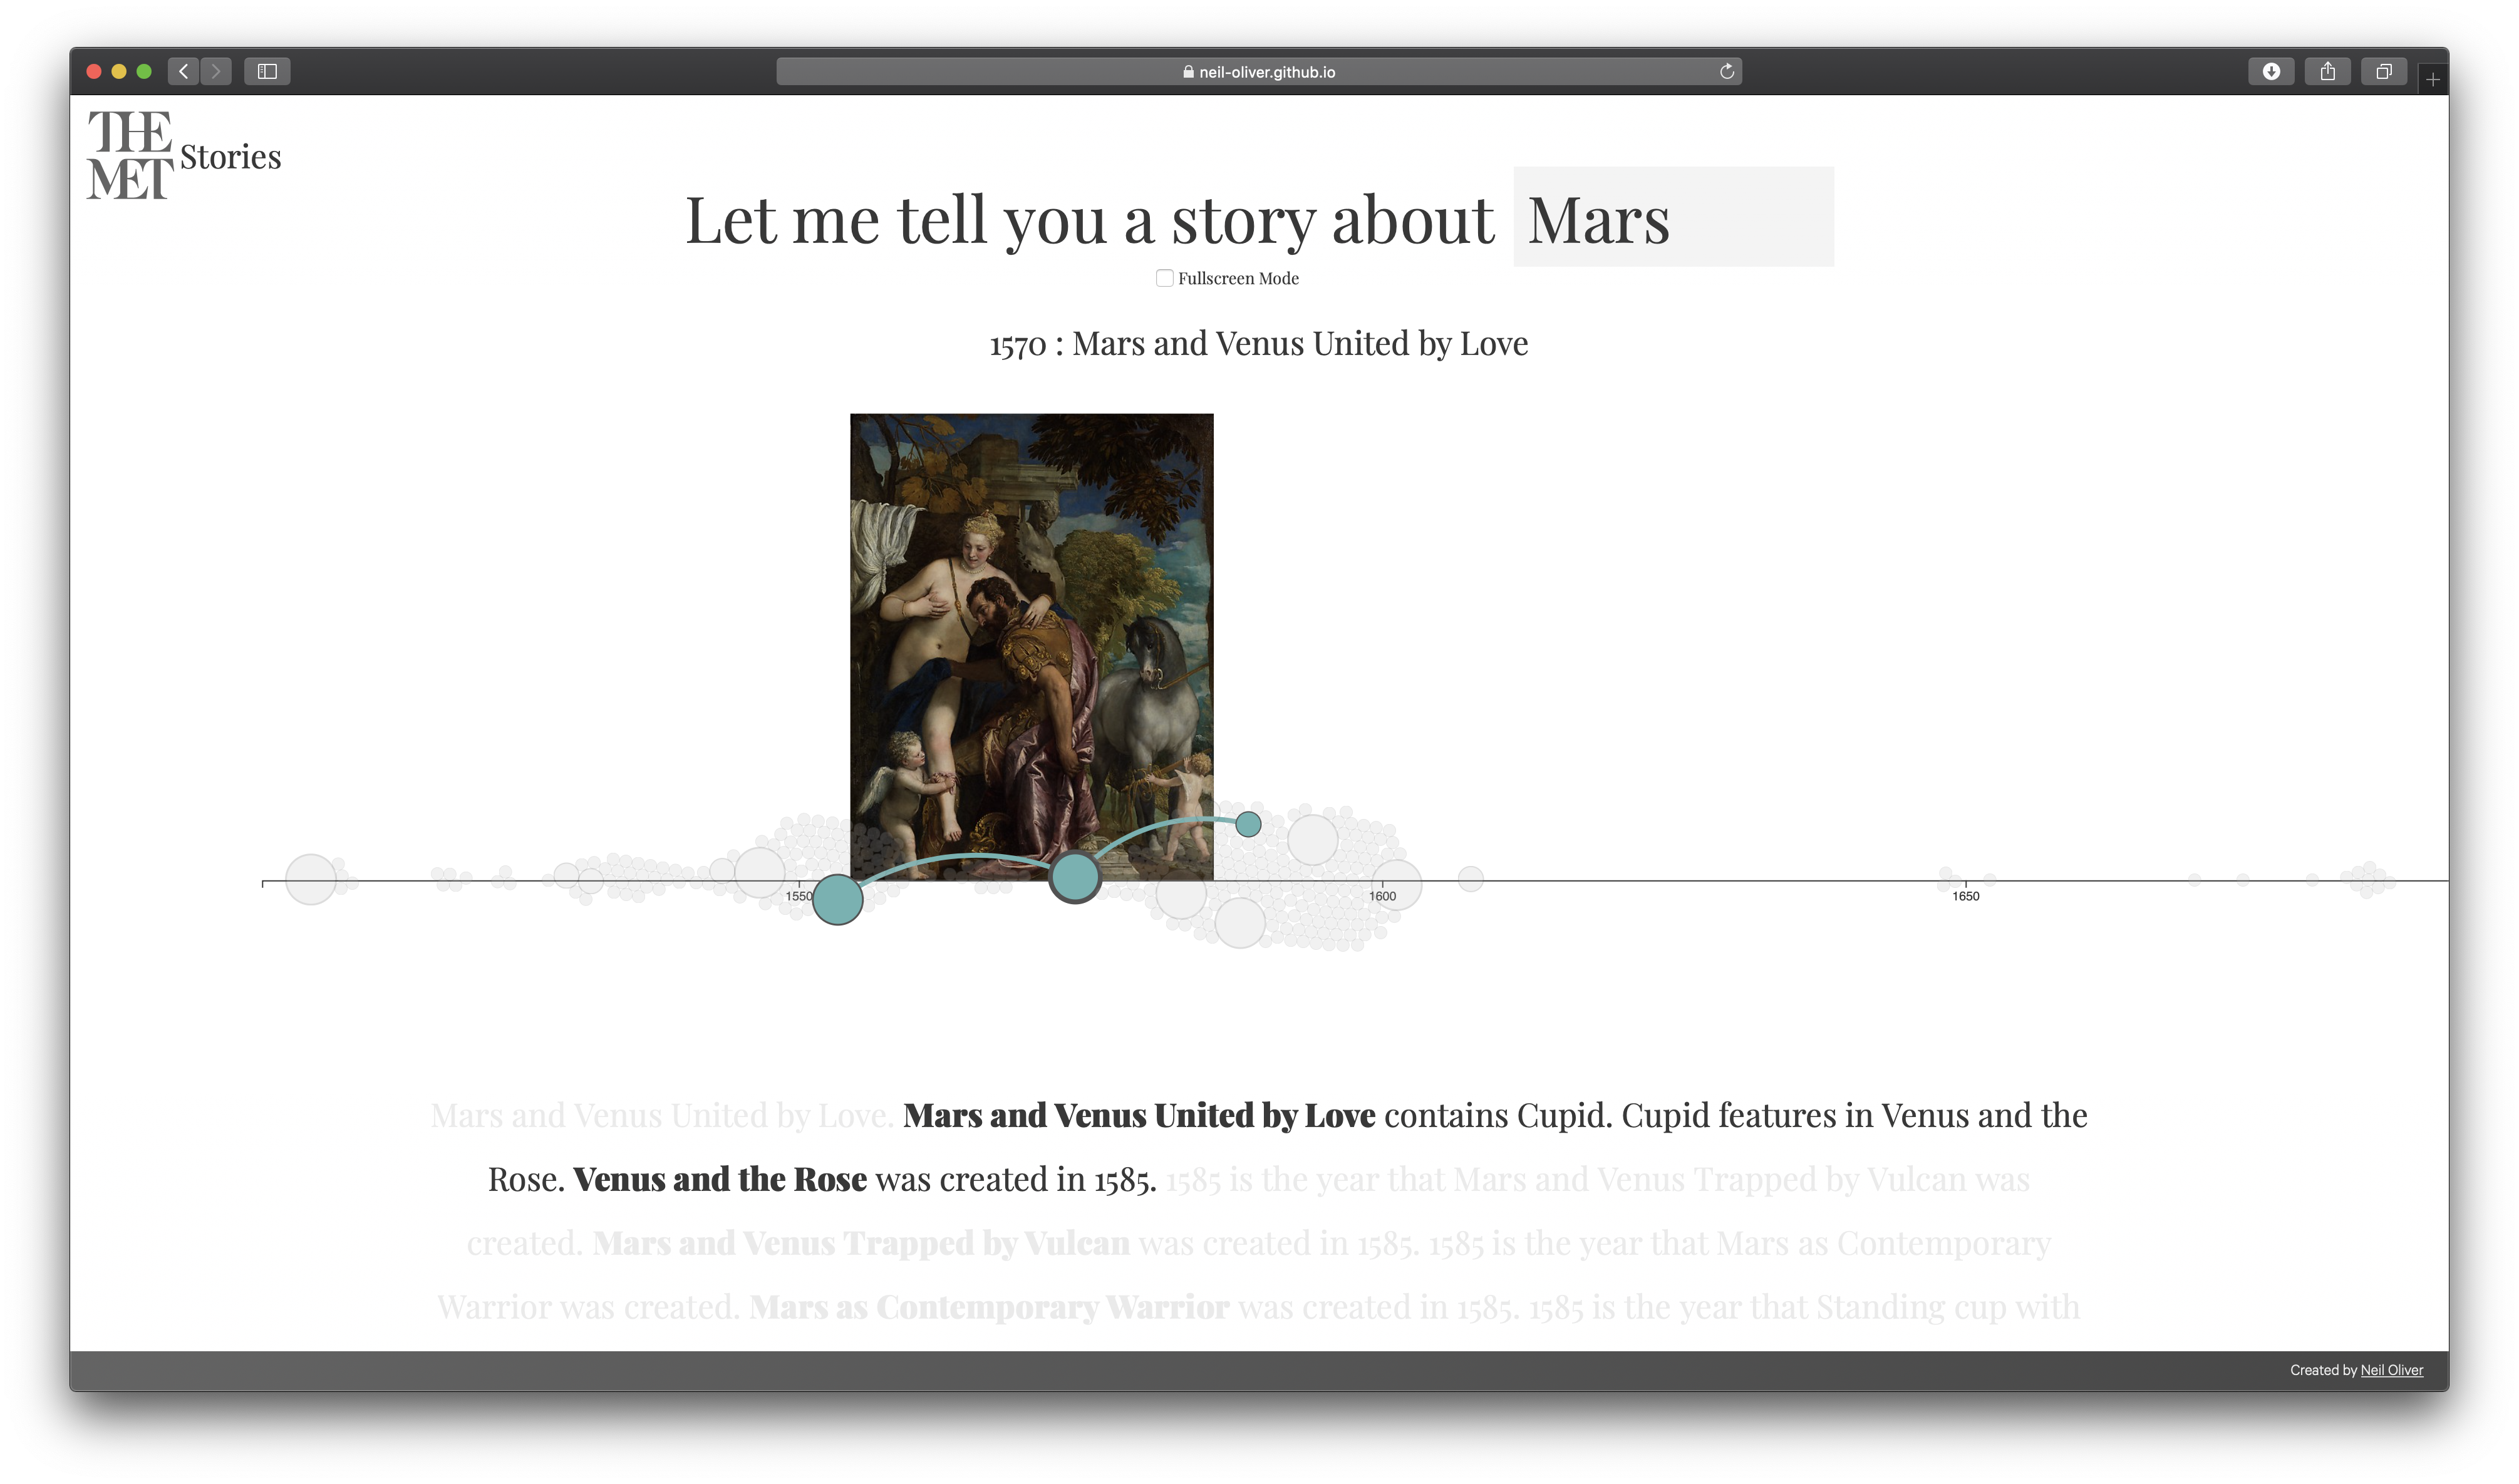 neil-oliver.github.io
THE
MET
Stories
Let me tell you a story about Mars
Fullscreen Mode
1570 : Mars and Venus United by Love
1550
1600
1650
Mars and Venus United by Love. Mars and Venus United by Love contains Cupid. Cupid features in Venus and the
Rose. Venus and the Rose was created in 1585. 1585 is the year that Mars and Venus Trapped by Vulcan was
created. Mars and Venus Trapped by Vulcan was created in 1585. 1585 is the year that Mars as Contemporary
Warrior was created. Mars as Contemporary Warrior was created in 1585. 1585 is the year that Standing cup with
Created by Neil Oliver